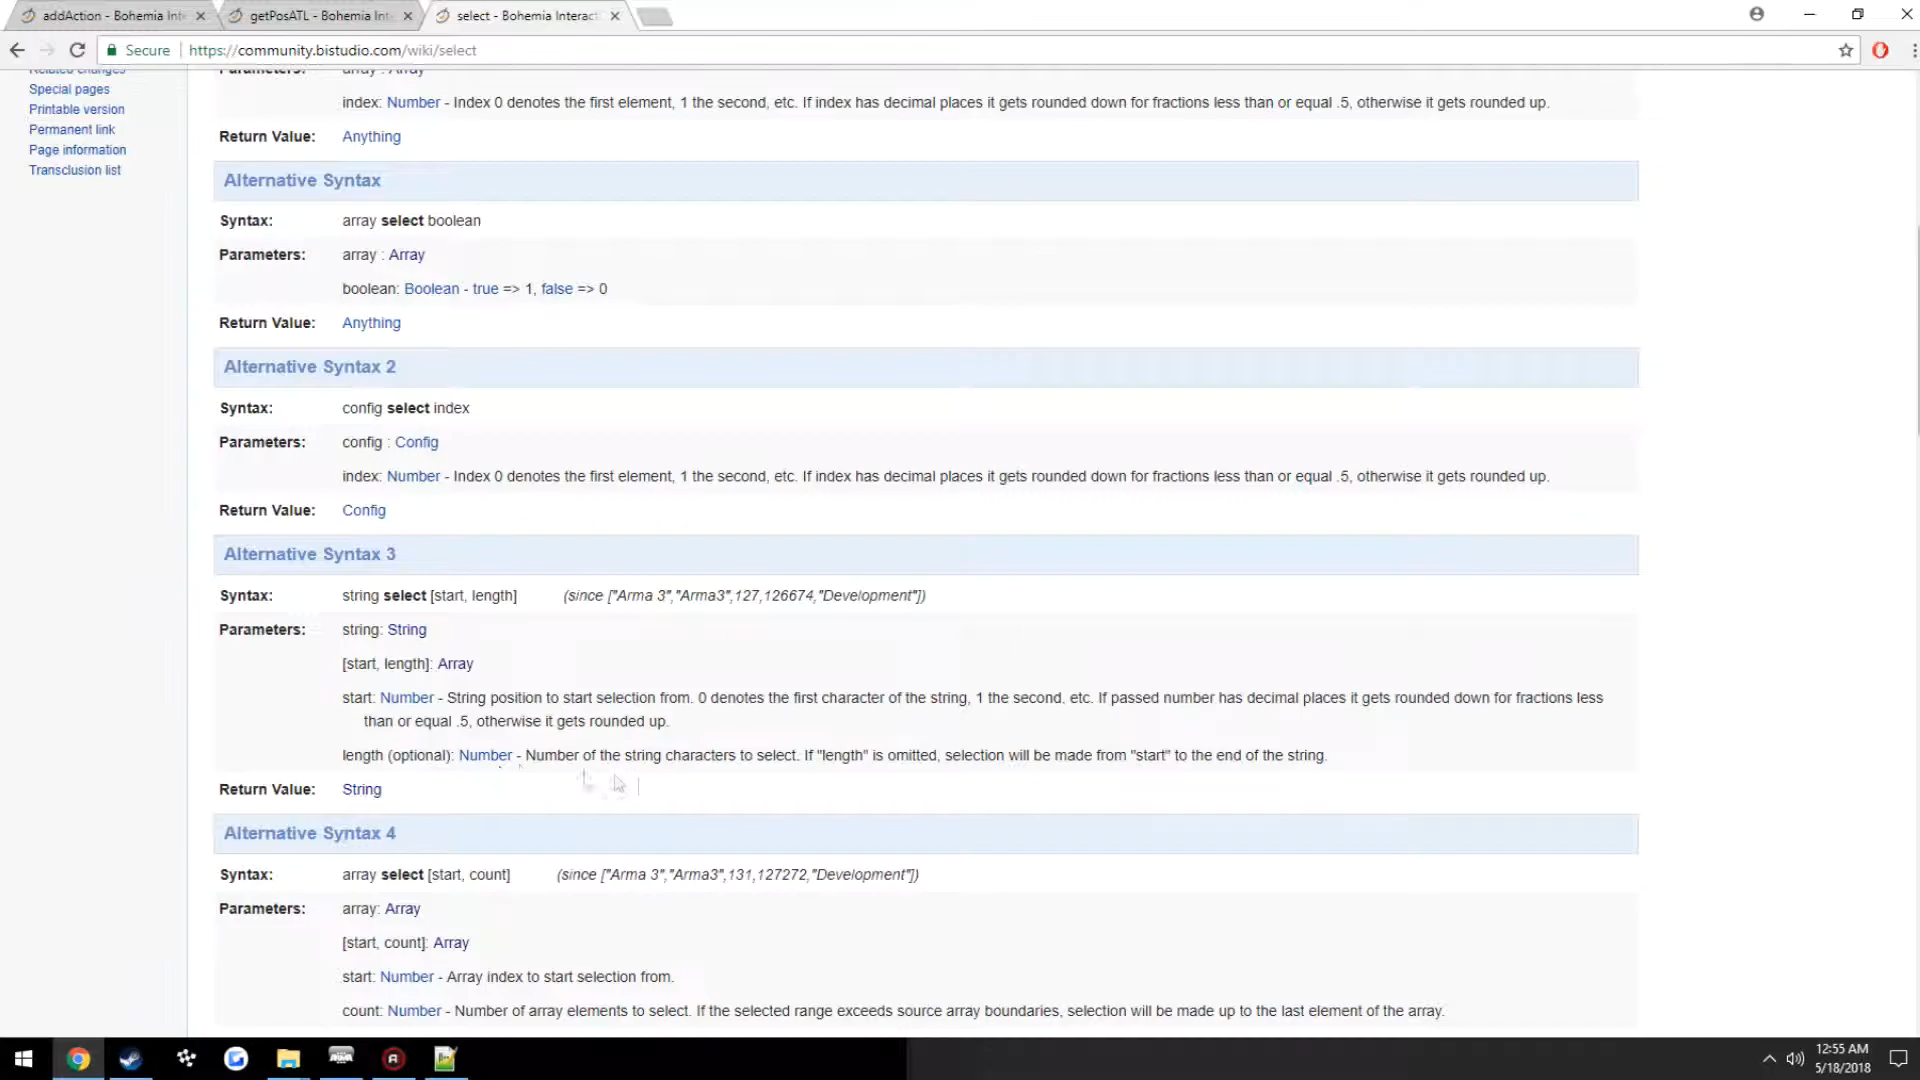 addAction - Bohemia Inte
getPosATL - Bohemia Inte
select - Bohemia Interact
Secure
https://community.bistudio.com/wiki/select
Related changes
Special pages
Printable version
Permanent link
Page information
Transclusion list
Parameters: array : Array
index: Number - Index 0 denotes the first element, 1 the second, etc. If index has decimal places it gets rounded down for fractions less than or equal .5, otherwise it gets rounded up.
Return Value: Anything
Alternative Syntax
Syntax: array select boolean
Parameters: array : Array
boolean: Boolean - true => 1, false => 0
Return Value: Anything
Alternative Syntax 2
Syntax: config select index
Parameters: config : Config
index: Number - Index 0 denotes the first element, 1 the second, etc. If index has decimal places it gets rounded down for fractions less than or equal .5, otherwise it gets rounded up.
Return Value: Config
Alternative Syntax 3
Syntax: string select [start, length] (since ["Arma 3","Arma3",127,126674,"Development"])
Parameters: string: String
[start, length]: Array
start: Number - String position to start selection from. 0 denotes the first character of the string, 1 the second, etc. If passed number has decimal places it gets rounded down for fractions less
than or equal .5, otherwise it gets rounded up.
length (optional): Number - Number of the string characters to select. If "length" is omitted, selection will be made from "start" to the end of the string.
Return Value: String
Alternative Syntax 4
Syntax: array select [start, count] (since ["Arma 3","Arma3",131,127272,"Development"])
Parameters: array: Array
[start, count]: Array
start: Number - Array index to start selection from.
count: Number - Number of array elements to select. If the selected range exceeds source array boundaries, selection will be made up to the last element of the array.
12:55 AM
5/18/2018